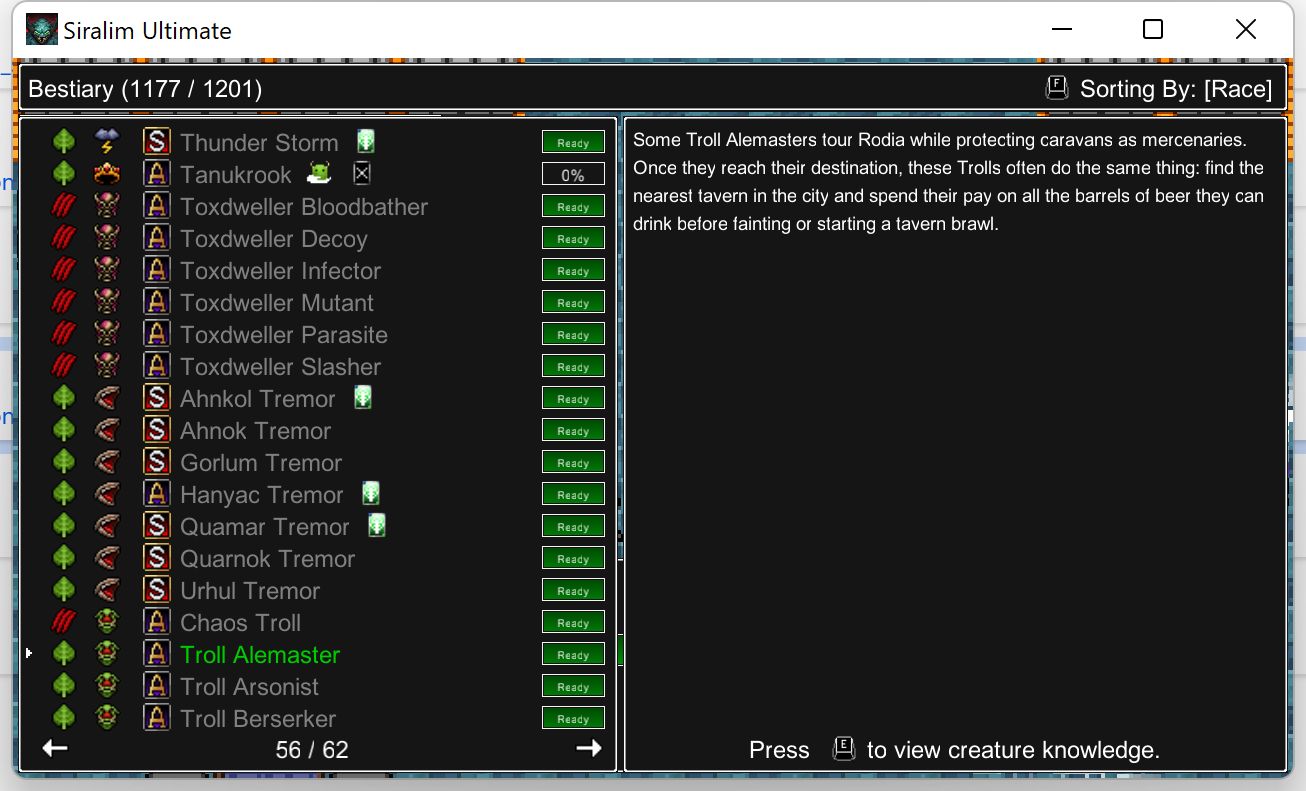 Siralim Ultimate
Bestiary (1177 / 1201)
F Sorting By: [Race]
S Thunder Storm Ready
A Tanukrook 0%
A Toxdweller Bloodbather Ready
A Toxdweller Decoy Ready
A Toxdweller Infector Ready
A Toxdweller Mutant Ready
A Toxdweller Parasite Ready
A Toxdweller Slasher Ready
S Ahnkol Tremor Ready
S Ahnok Tremor Ready
S Gorlum Tremor Ready
A Hanyac Tremor Ready
S Quamar Tremor Ready
S Quarnok Tremor Ready
S Urhul Tremor Ready
A Chaos Troll Ready
A Troll Alemaster Ready
A Troll Arsonist Ready
A Troll Berserker Ready
56 / 62
Some Troll Alemasters tour Rodia while protecting caravans as mercenaries.
Once they reach their destination, these Trolls often do the same thing: find the
nearest tavern in the city and spend their pay on all the barrels of beer they can
drink before fainting or starting a tavern brawl.
Press E to view creature knowledge.